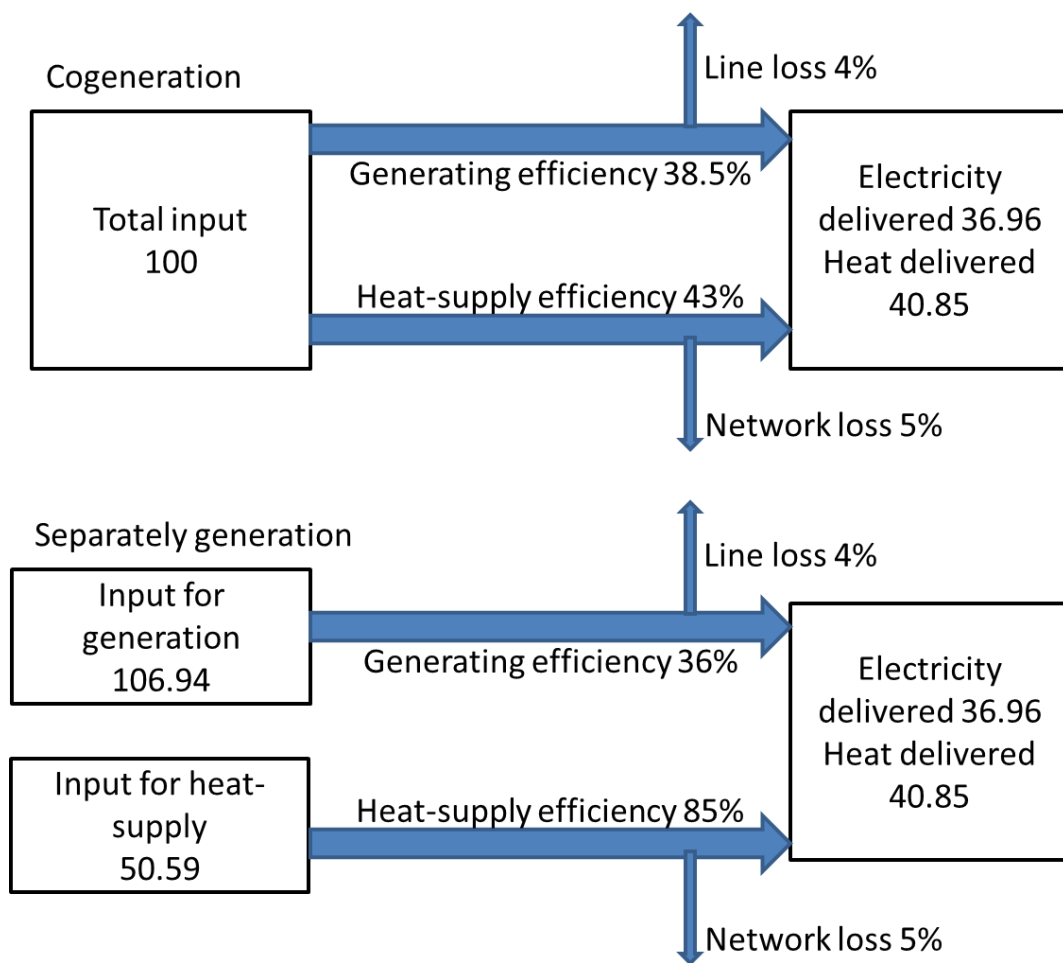 Cogeneration
Line loss 4%
Total input
100
Generating efficiency 38.5%
Heat-supply efficiency 43%
Electricity
delivered 36.96
Heat delivered
40.85
Network loss 5%
Separately generation
Line loss 4%
Input for
generation
106.94
Generating efficiency 36%
Input for heat-
supply
50.59
Heat-supply efficiency 85%
Electricity
delivered 36.96
Heat delivered
40.85
Network loss 5%